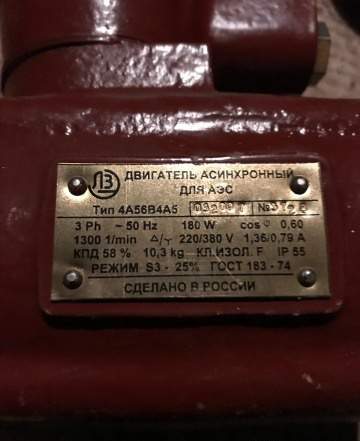 ЛЗ ДВИГАТЕЛЬ АСИНХРОННЫЙ
ДЛЯ АЭС
Тип 4А56В4А5 №
3 Ph ~ 50 Hz 180 W cos φ 0,60
1300 1/min △/Y 220/380 V 1,36/0,79 A
КПД 58 % 10,3 kg КЛ.ИЗОЛ. F IP 55
РЕЖИМ S3 - 25% ГОСТ 183 - 74
СДЕЛАНО В РОССИИ